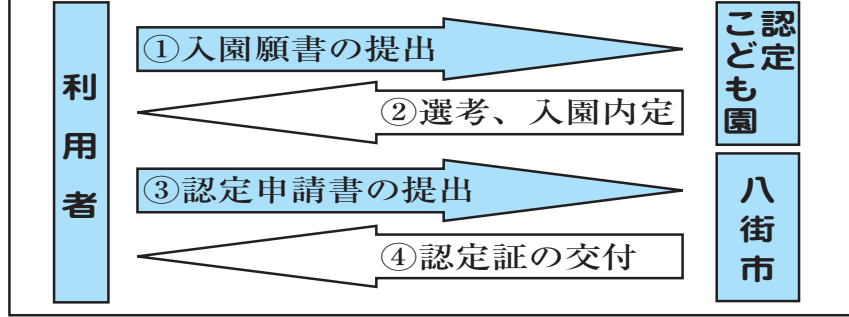 利用者
①入園願書の提出
②選考、入園内定
③認定申請書の提出
④認定証の交付
認定
こども園
八街市